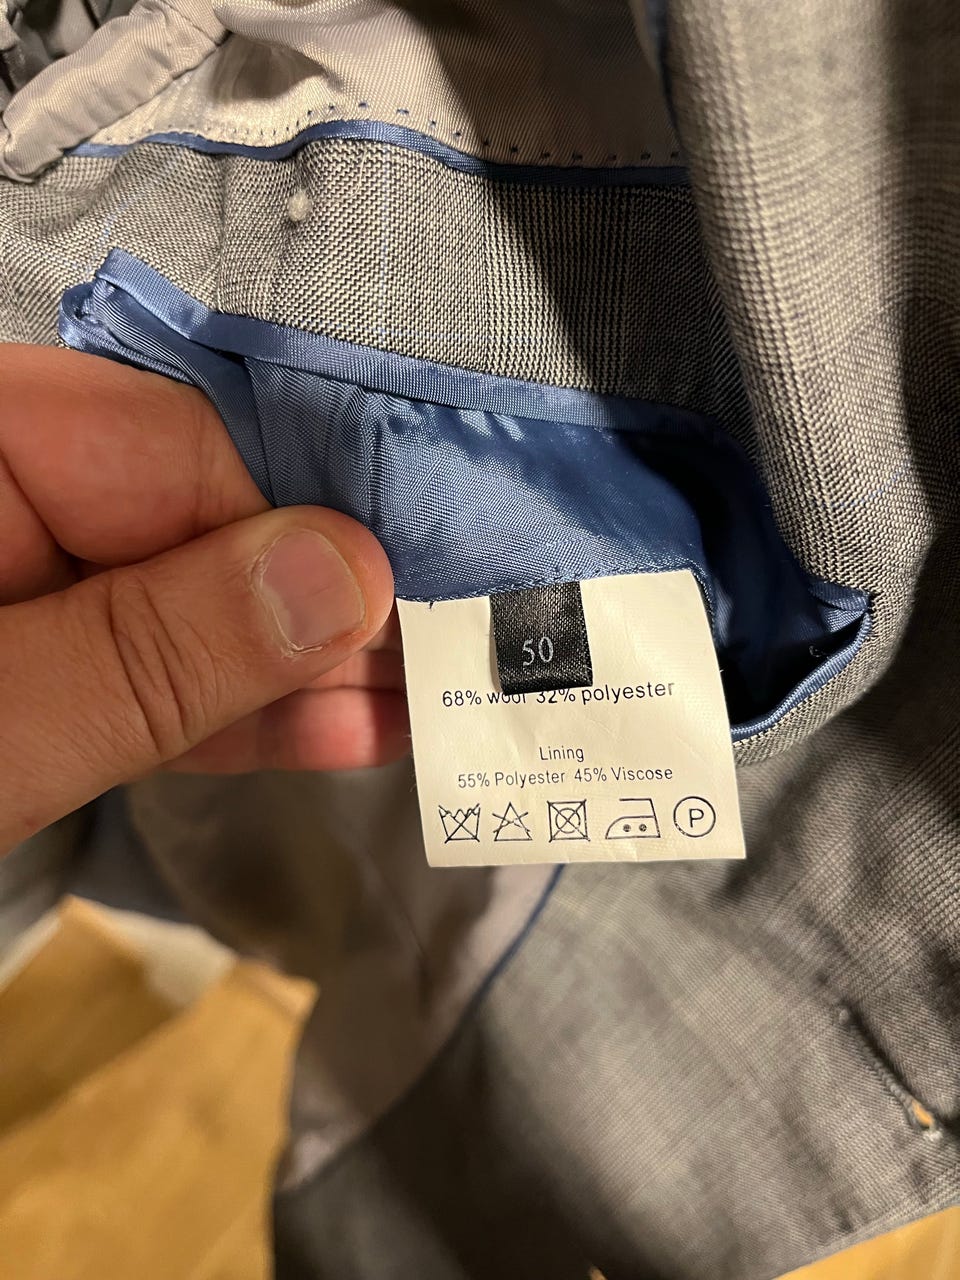 50
68% wool 32% polyester
Lining
55% Polyester 45% Viscose
P